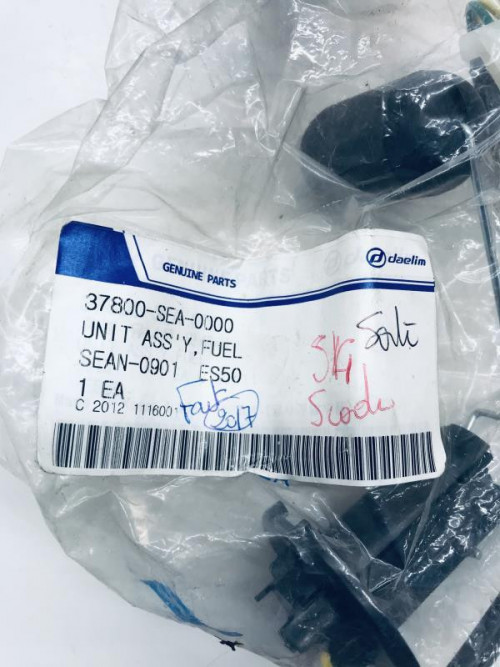 GENUINE PARTS
daelim
37800-SEA-0000
UNIT ASS'Y,FUEL
SEAN-0901 ES50
1 EA
C 2012 1116001
2017